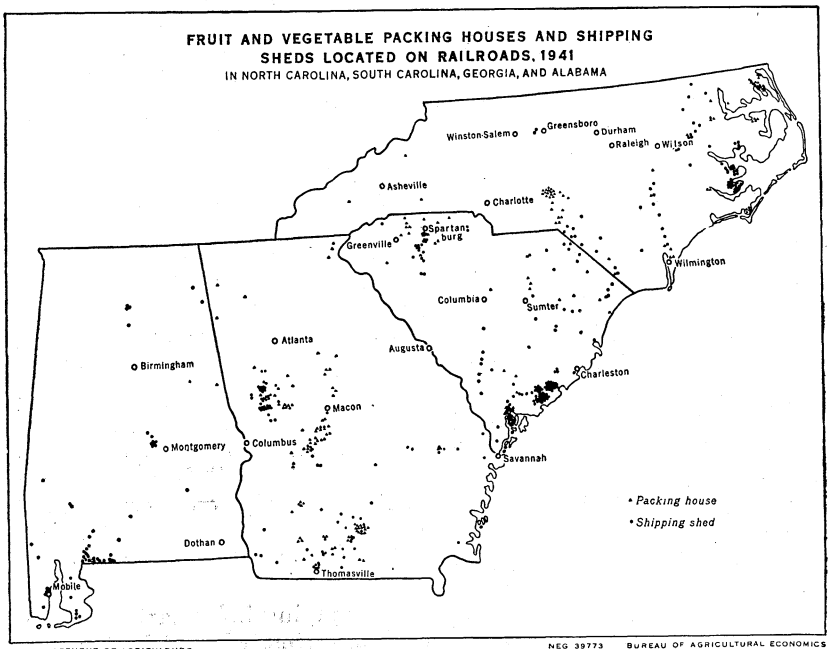 FRUIT AND VEGETABLE PACKING HOUSES AND SHIPPING
SHEDS LOCATED ON RAILROADS, 1941
IN NORTH CAROLINA, SOUTH CAROLINA, GEORGIA, AND ALABAMA
Winston-Salem
Greensboro
Durham
Raleigh
Wilson
Asheville
Charlotte
Spartan-
burg
Greenville
Wilmington
Columbia
Sumter
Atlanta
Augusta
Birmingham
Charleston
Macon
Montgomery
Columbus
Savannah
Packing house
Shipping shed
Dothan
Thomasville
Mobile
NEG 39773 BUREAU OF AGRICULTURAL ECONOMICS